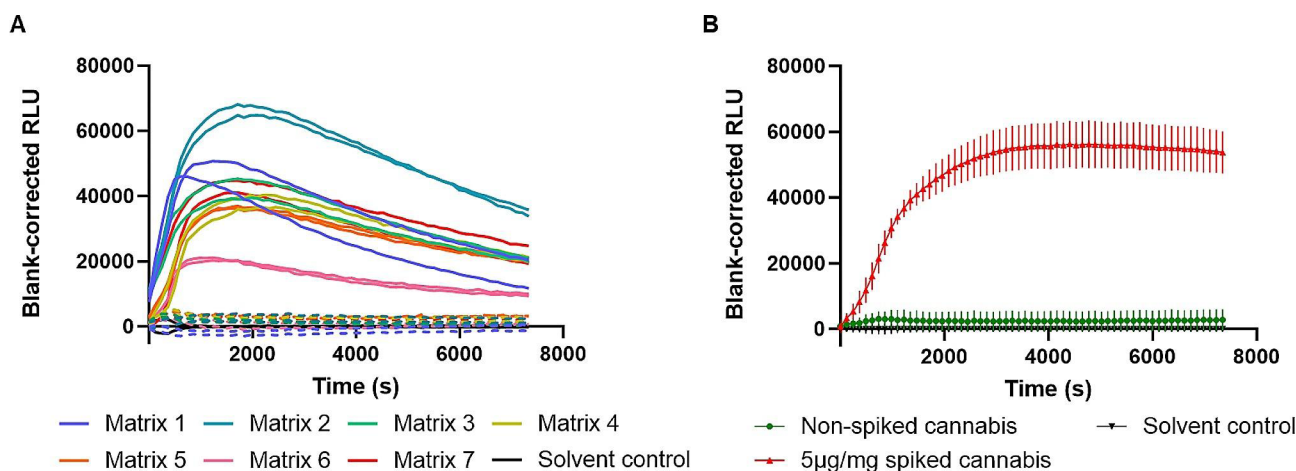 A
B
Blank-corrected RLU
80000
60000
40000
20000
0
2000
4000
6000
8000
Time (s)
Matrix 1
Matrix 2
Matrix 3
Matrix 4
Matrix 5
Matrix 6
Matrix 7
Solvent control
Blank-corrected RLU
80000
60000
40000
20000
0
0
2000
4000
6000
8000
Time (s)
Non-spiked cannabis
Solvent control
5µg/mg spiked cannabis